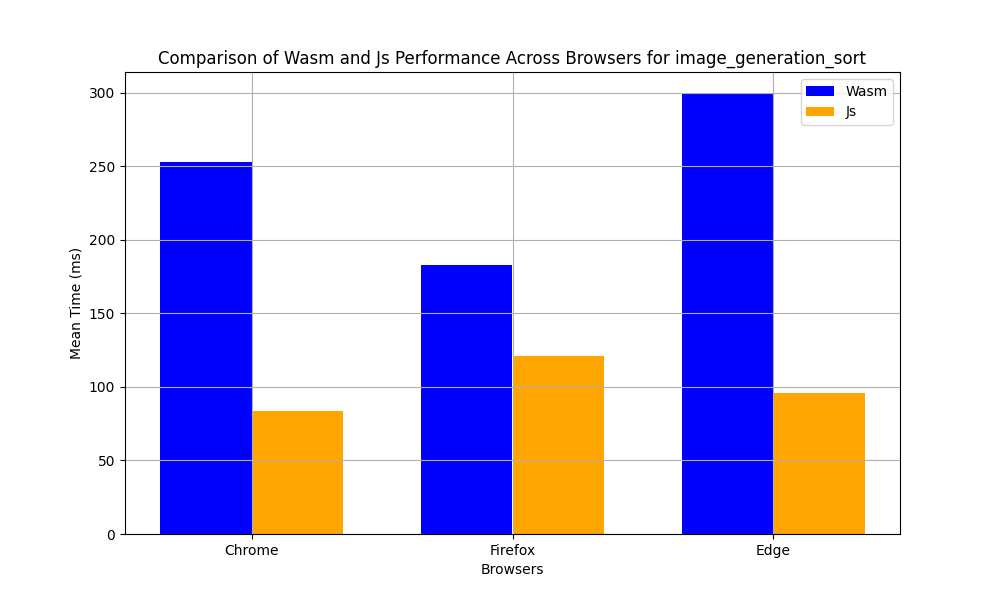 Comparison of Wasm and Js Performance Across Browsers for image_generation_sort
Wasm
Js
300
250
200
150
100
50
0
Mean Time (ms)
Chrome
Firefox
Edge
Browsers